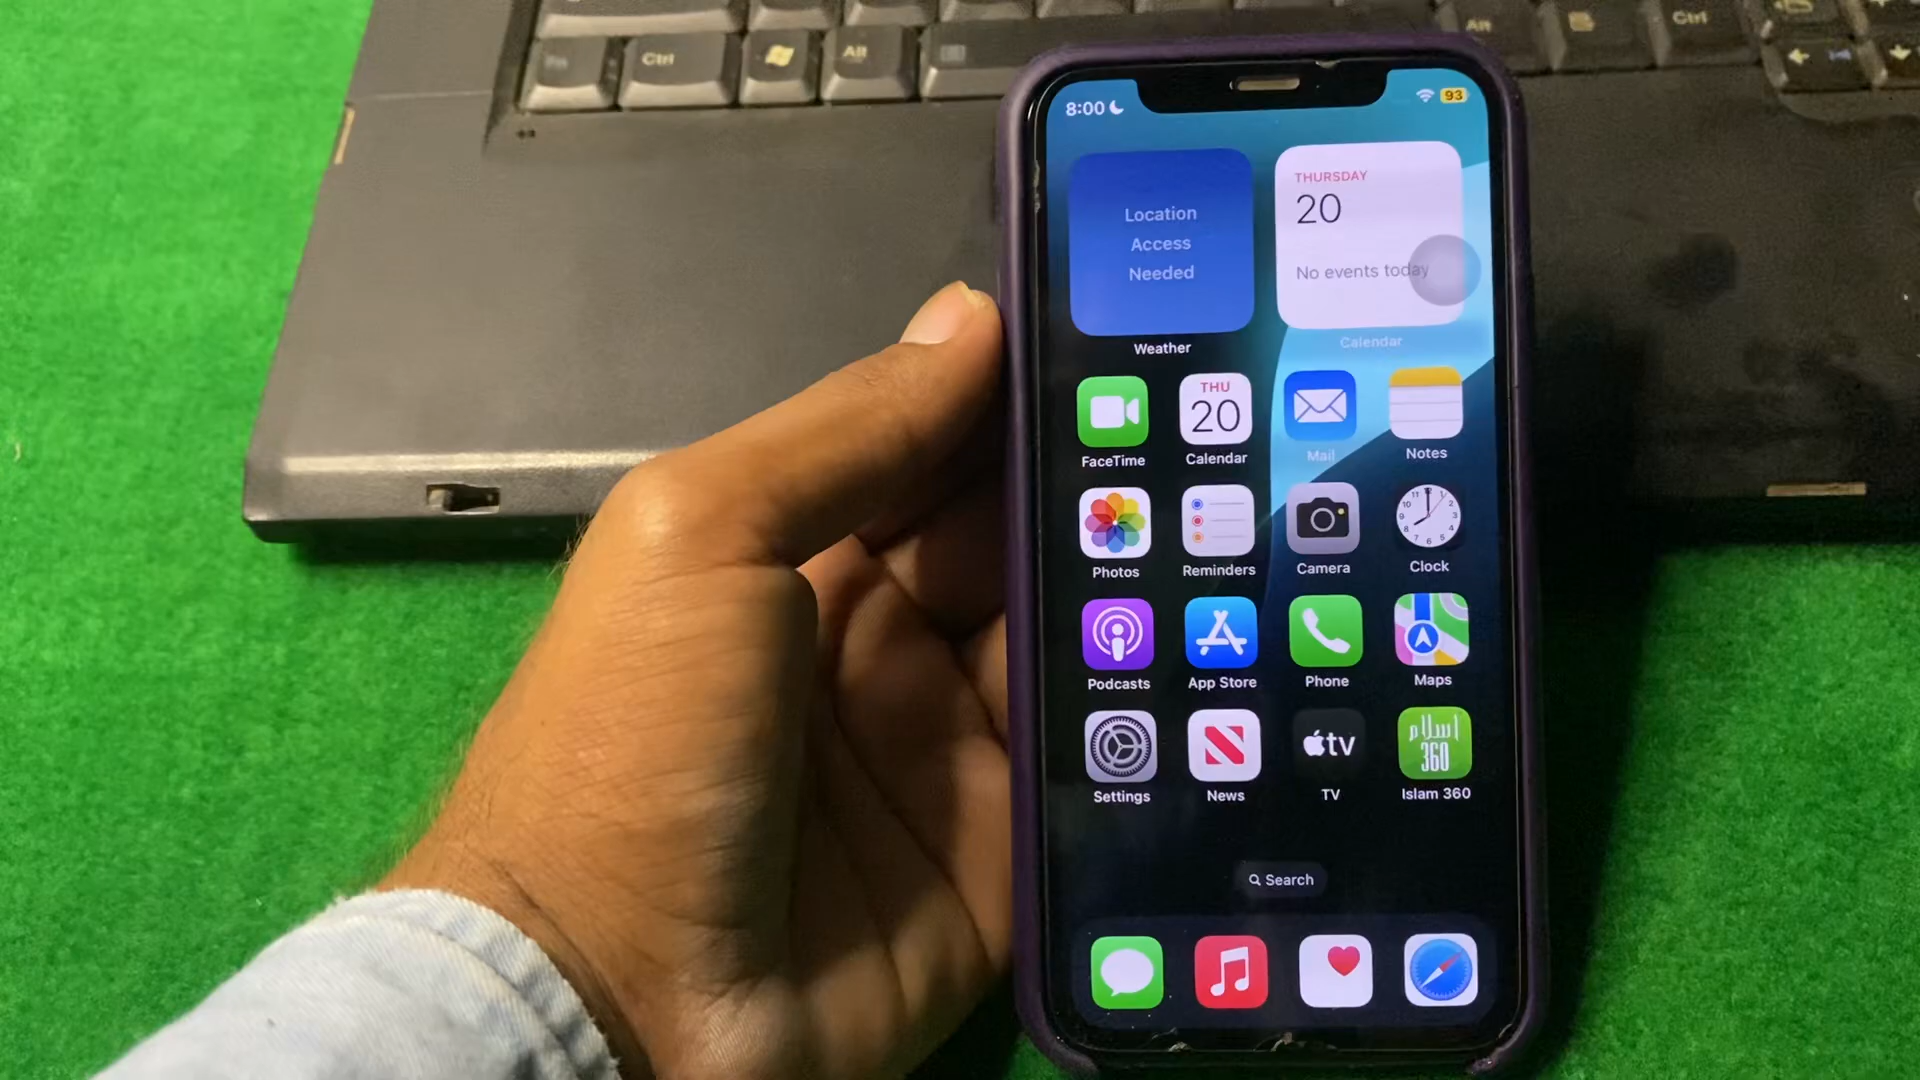 Fn
Ctrl
Alt
Alt
Ctrl
8:00
93
Location
Access
Needed
Weather
THURSDAY
20
No events today
Calendar
FaceTime
THU
20
Calendar
Mail
Notes
Photos
Reminders
Camera
Clock
Podcasts
App Store
Phone
Maps
Settings
News
tv
TV
اسلام
360
Islam 360
Search